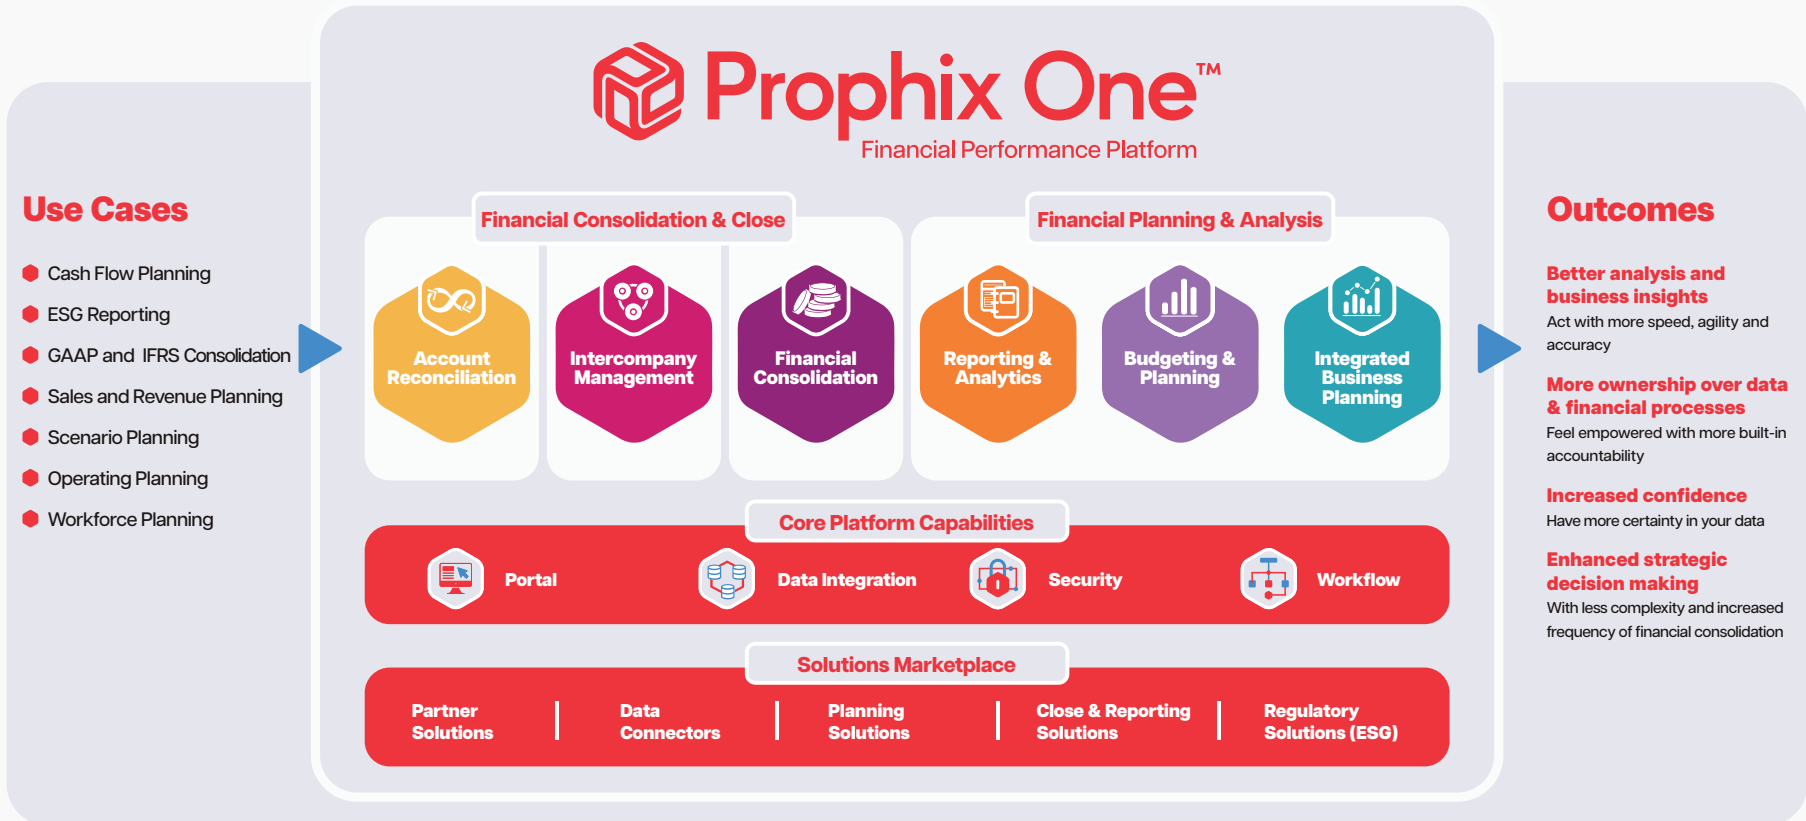 Prophix One™
Financial Performance Platform
Use Cases
Cash Flow Planning
ESG Reporting
GAAP and IFRS Consolidation
Sales and Revenue Planning
Scenario Planning
Operating Planning
Workforce Planning
Financial Consolidation & Close
Account
Reconciliation
Intercompany
Management
Financial
Consolidation
Financial Planning & Analysis
Reporting &
Analytics
Budgeting &
Planning
Integrated
Business
Planning
Core Platform Capabilities
Portal
Data Integration
Security
Workflow
Solutions Marketplace
Partner
Solutions
Data
Connectors
Planning
Solutions
Close & Reporting
Solutions
Regulatory
Solutions (ESG)
Outcomes
Better analysis and
business insights
Act with more speed, agility and
accuracy
More ownership over data
& financial processes
Feel empowered with more built-in
accountability
Increased confidence
Have more certainty in your data
Enhanced strategic
decision making
With less complexity and increased
frequency of financial consolidation